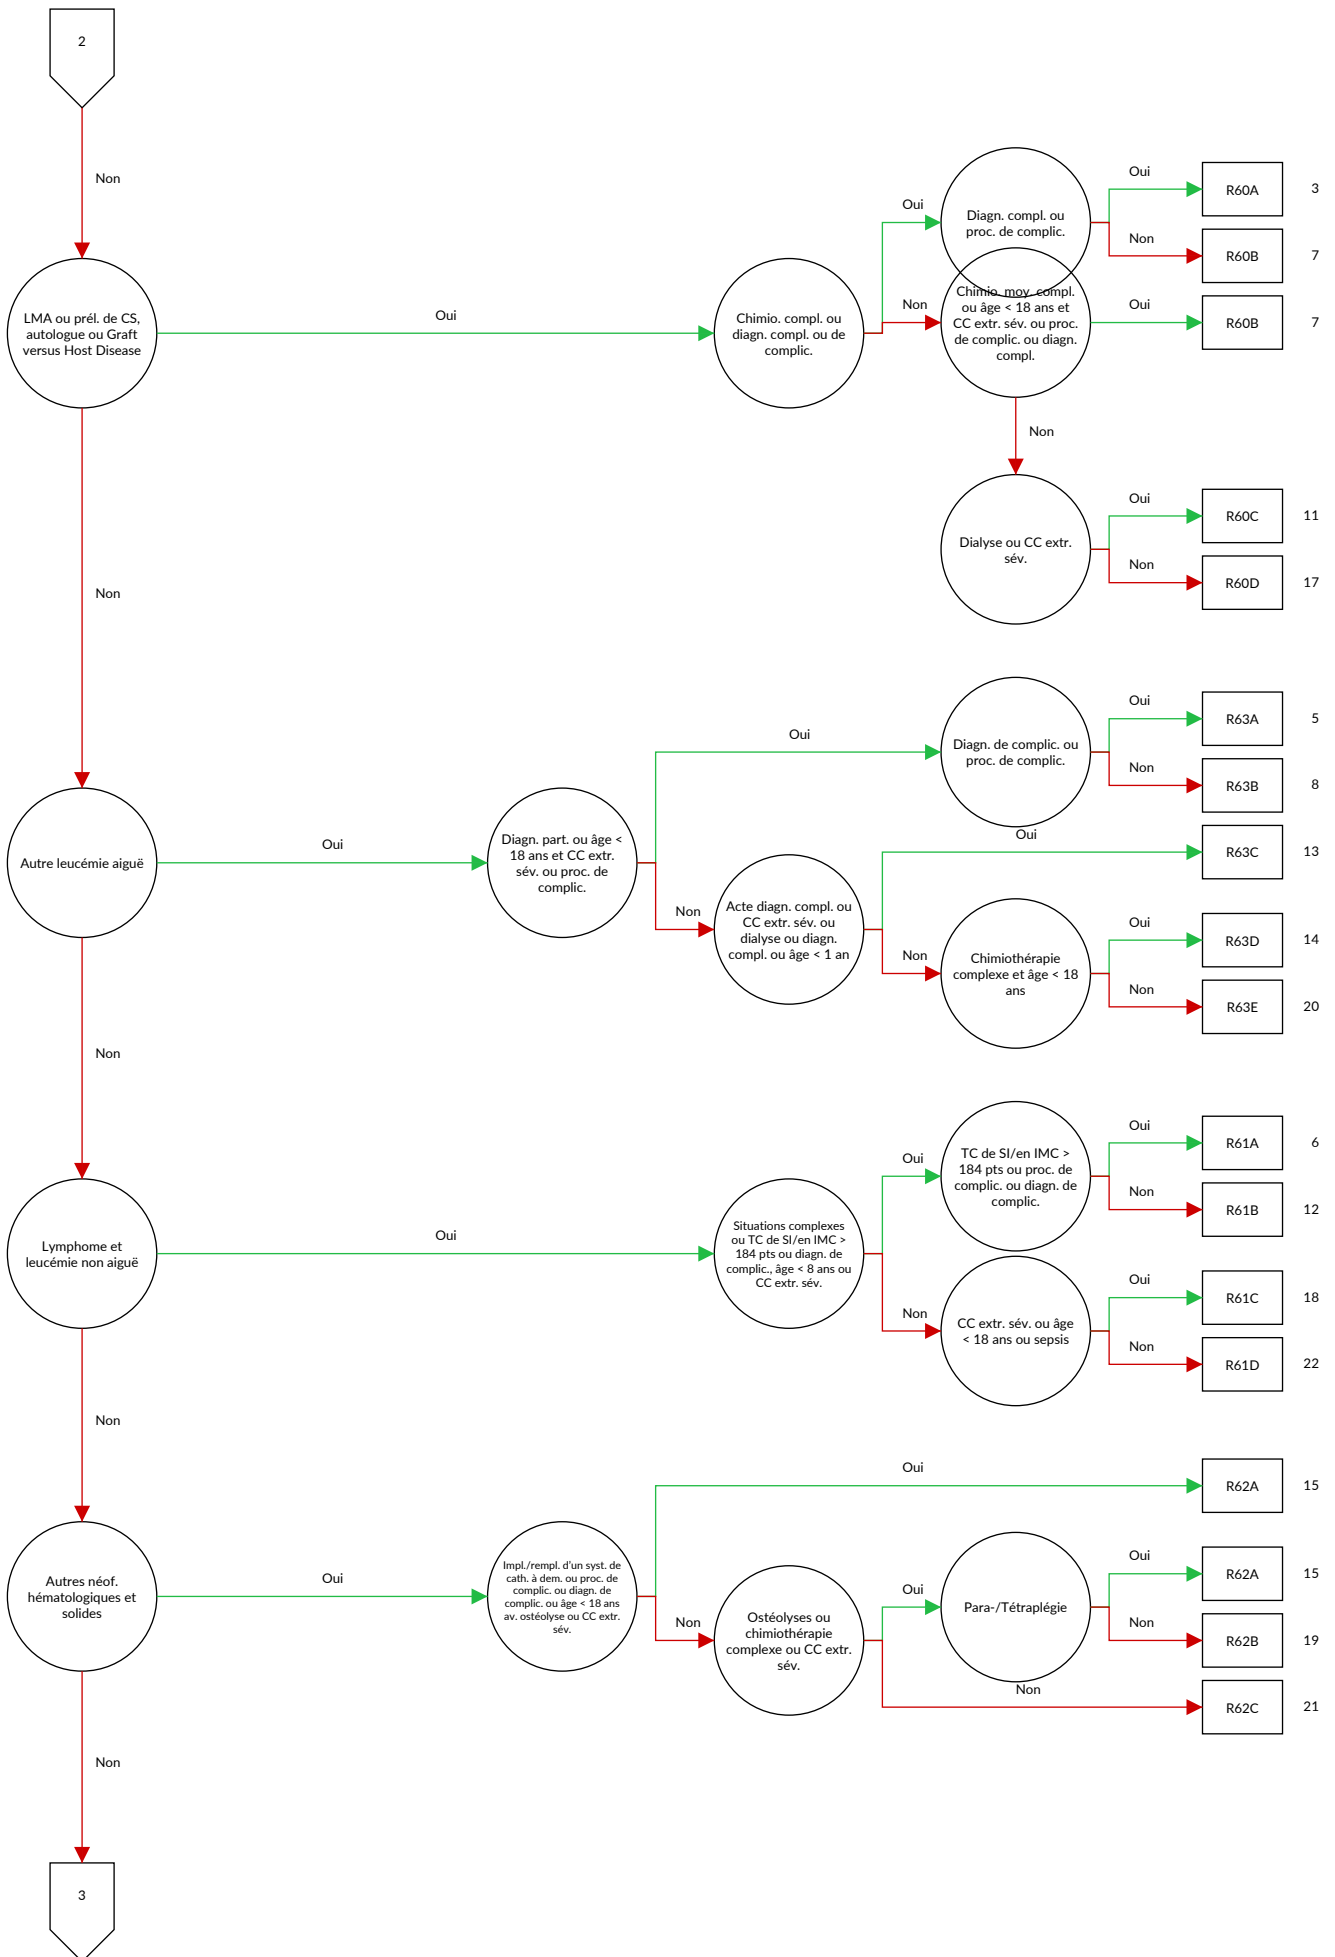 2
Non
LMA ou prél. de CS,
autologue ou Graft
versus Host Disease
Oui
Chimio. compl. ou
diagn. compl. ou de
complic.
Oui
Diagn. compl. ou
proc. de complic.
Oui
R60A
3
Non
R60B
7
Non
Chimio. moy. compl.
ou âge < 18 ans et
CC extr. sév. ou proc.
de complic. ou diagn.
compl.
Oui
R60B
7
Non
Dialyse ou CC extr.
sév.
Oui
R60C
11
Non
R60D
17
Non
Autre leucémie aiguë
Oui
Diagn. part. ou âge <
18 ans et CC extr.
sév. ou proc. de
complic.
Oui
Diagn. de complic. ou
proc. de complic.
Oui
R63A
5
Non
R63B
8
Non
Acte diagn. compl. ou
CC extr. sév. ou
dialyse ou diagn.
compl. ou âge < 1 an
Oui
R63C
13
Non
Chimiothérapie
complexe et âge < 18
ans
Oui
R63D
14
Non
R63E
20
Non
Lymphome et
leucémie non aiguë
Oui
Situations complexes
ou TC de SI/en IMC >
184 pts ou diagn. de
complic., âge < 8 ans ou
CC extr. sév.
Oui
TC de SI/en IMC >
184 pts ou proc. de
complic. ou diagn. de
complic.
Oui
R61A
6
Non
R61B
12
Non
CC extr. sév. ou âge
< 18 ans ou sepsis
Oui
R61C
18
Non
R61D
22
Non
Autres néof.
hématologiques et
solides
Oui
Impl./rempl. d'un syst. de
cath. à dem. ou proc. de
complic. ou diagn. de
complic. ou âge < 18 ans
av. ostéolyse ou CC extr.
sév.
Oui
R62A
15
Non
Ostéolyses ou
chimiothérapie
complexe ou CC extr.
sév.
Oui
Para-/Tétraplégie
Oui
R62A
15
Non
R62B
19
Non
R62C
21
Non
3